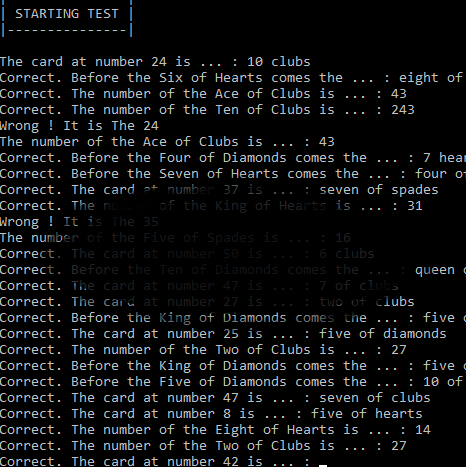 | STARTING TEST |
|---------------|
The card at number 24 is ... : 10 clubs
Correct. Before the Six of Hearts comes the ... : eight of
Correct. The number of the Ace of Clubs is ... : 43
Correct. The number of the Ten of Clubs is ... : 243
Wrong ! It is The 24
The number of the Ace of Clubs is ... : 43
Correct. Before the Four of Diamonds comes the ... : 7 hear
Correct. Before the Seven of Hearts comes the ... : four o
Correct. The card at number 37 is ... : seven of spades
Correct. The number of the King of Hearts is ... : 31
Wrong ! It is The 35
The number of the Five of Spades is ... : 16
Correct. The card at number 50 is ... : 6 clubs
Correct. Before the Ten of Diamonds comes the ... : queen o
Correct. The card at number 47 is ... : 7 of clubs
Correct. The card at number 27 is ... : two of clubs
Correct. Before the King of Diamonds comes the ... : five o
Correct. The card at number 25 is ... : five of diamonds
Correct. The number of the Two of Clubs is ... : 27
Correct. Before the King of Diamonds comes the ... : five o
Correct. Before the Five of Diamonds comes the ... : 10 of
Correct. The card at number 47 is ... : seven of clubs
Correct. The card at number 8 is ... : five of hearts
Correct. The number of the Eight of Hearts is ... : 14
Correct. The number of the Two of Clubs is ... : 27
Correct. The card at number 42 is ... :